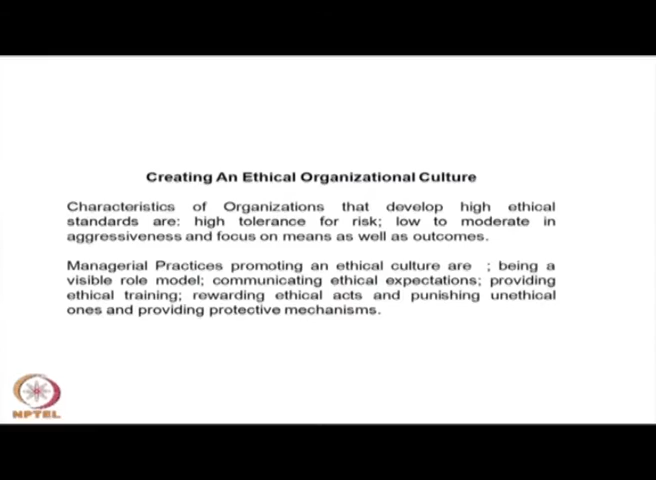 Creating An Ethical Organizational Culture
Characteristics of Organizations that develop high ethical
standards are: high tolerance for risk; low to moderate in
aggressiveness and focus on means as well as outcomes.
Managerial Practices promoting an ethical culture are ; being a
visible role model; communicating ethical expectations; providing
ethical training; rewarding ethical acts and punishing unethical
ones and providing protective mechanisms.
NPTEL